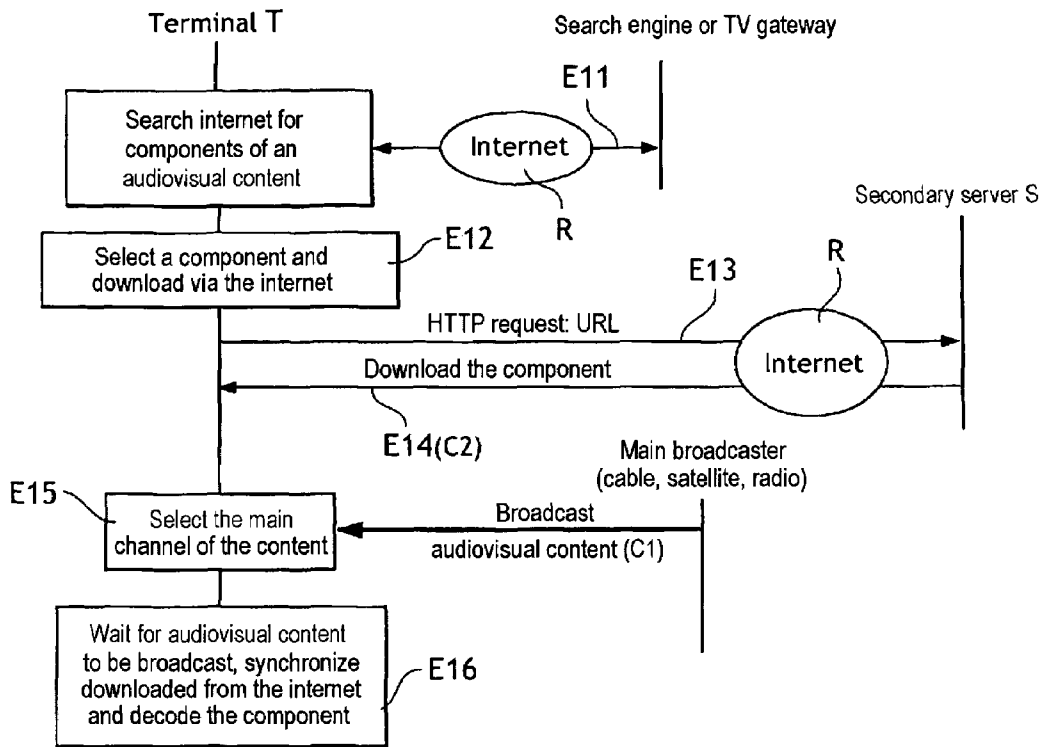 Terminal T
Search engine or TV gateway
E11
Search internet for
components of an
audiovisual content
Internet
R
Secondary server S
E12
Select a component and
download via the internet
R
E13
HTTP request: URL
Internet
Download the component
E14(C2)
Main broadcaster
(cable, satellite, radio)
E15
Select the main
channel of the content
Broadcast
audiovisual content (C1)
Wait for audiovisual content
to be broadcast, synchronize
downloaded from the internet
and decode the component
E16